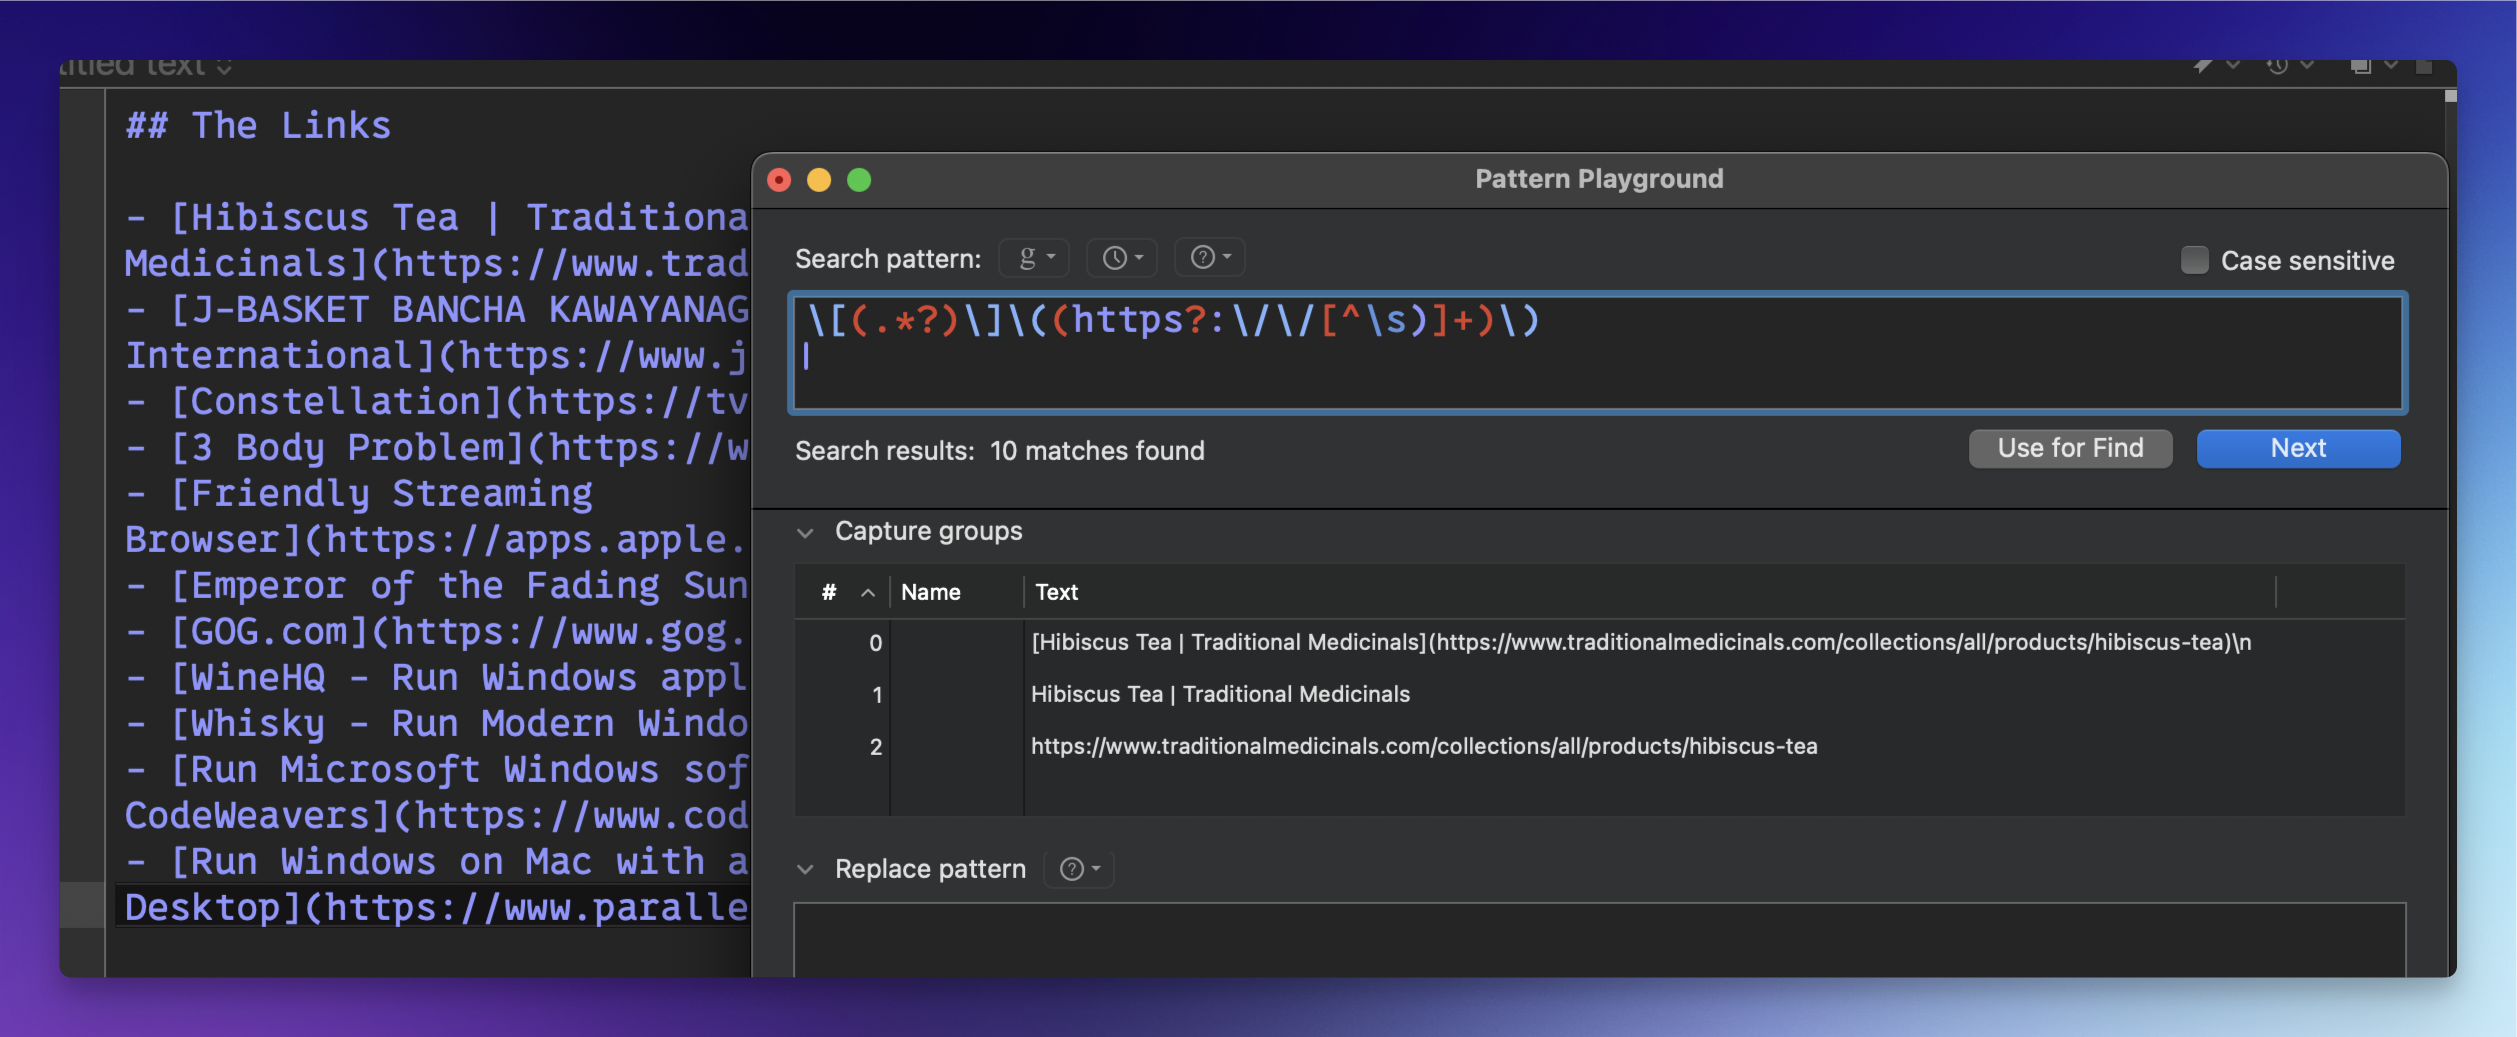 text
## The Links
- [Hibiscus Tea | Traditiona
Medicinals](https://www.trad
- [J-BASKET BANCHA KAWAYANAG
International](https://www.j
- [Constellation](https://tv
- [3 Body Problem](https://w
- [Friendly Streaming
Browser](https://apps.apple.
- [Emperor of the Fading Sun
- [GOG.com](https://www.gog.
- [WineHQ - Run Windows appl
- [Whisky - Run Modern Windo
- [Run Microsoft Windows sof
CodeWeavers](https://www.cod
- [Run Windows on Mac with a
Desktop](https://www.paralle
Pattern Playground
Search pattern: g
Case sensitive
\[(.*?)\]\((https?:\/\/[^\s)]+)\)
Search results: 10 matches found
Use for Find
Next
Capture groups
# Name Text
0 [Hibiscus Tea | Traditional Medicinals](https://www.traditionalmedicinals.com/collections/all/products/hibiscus-tea)\n
1 Hibiscus Tea | Traditional Medicinals
2 https://www.traditionalmedicinals.com/collections/all/products/hibiscus-tea
Replace pattern